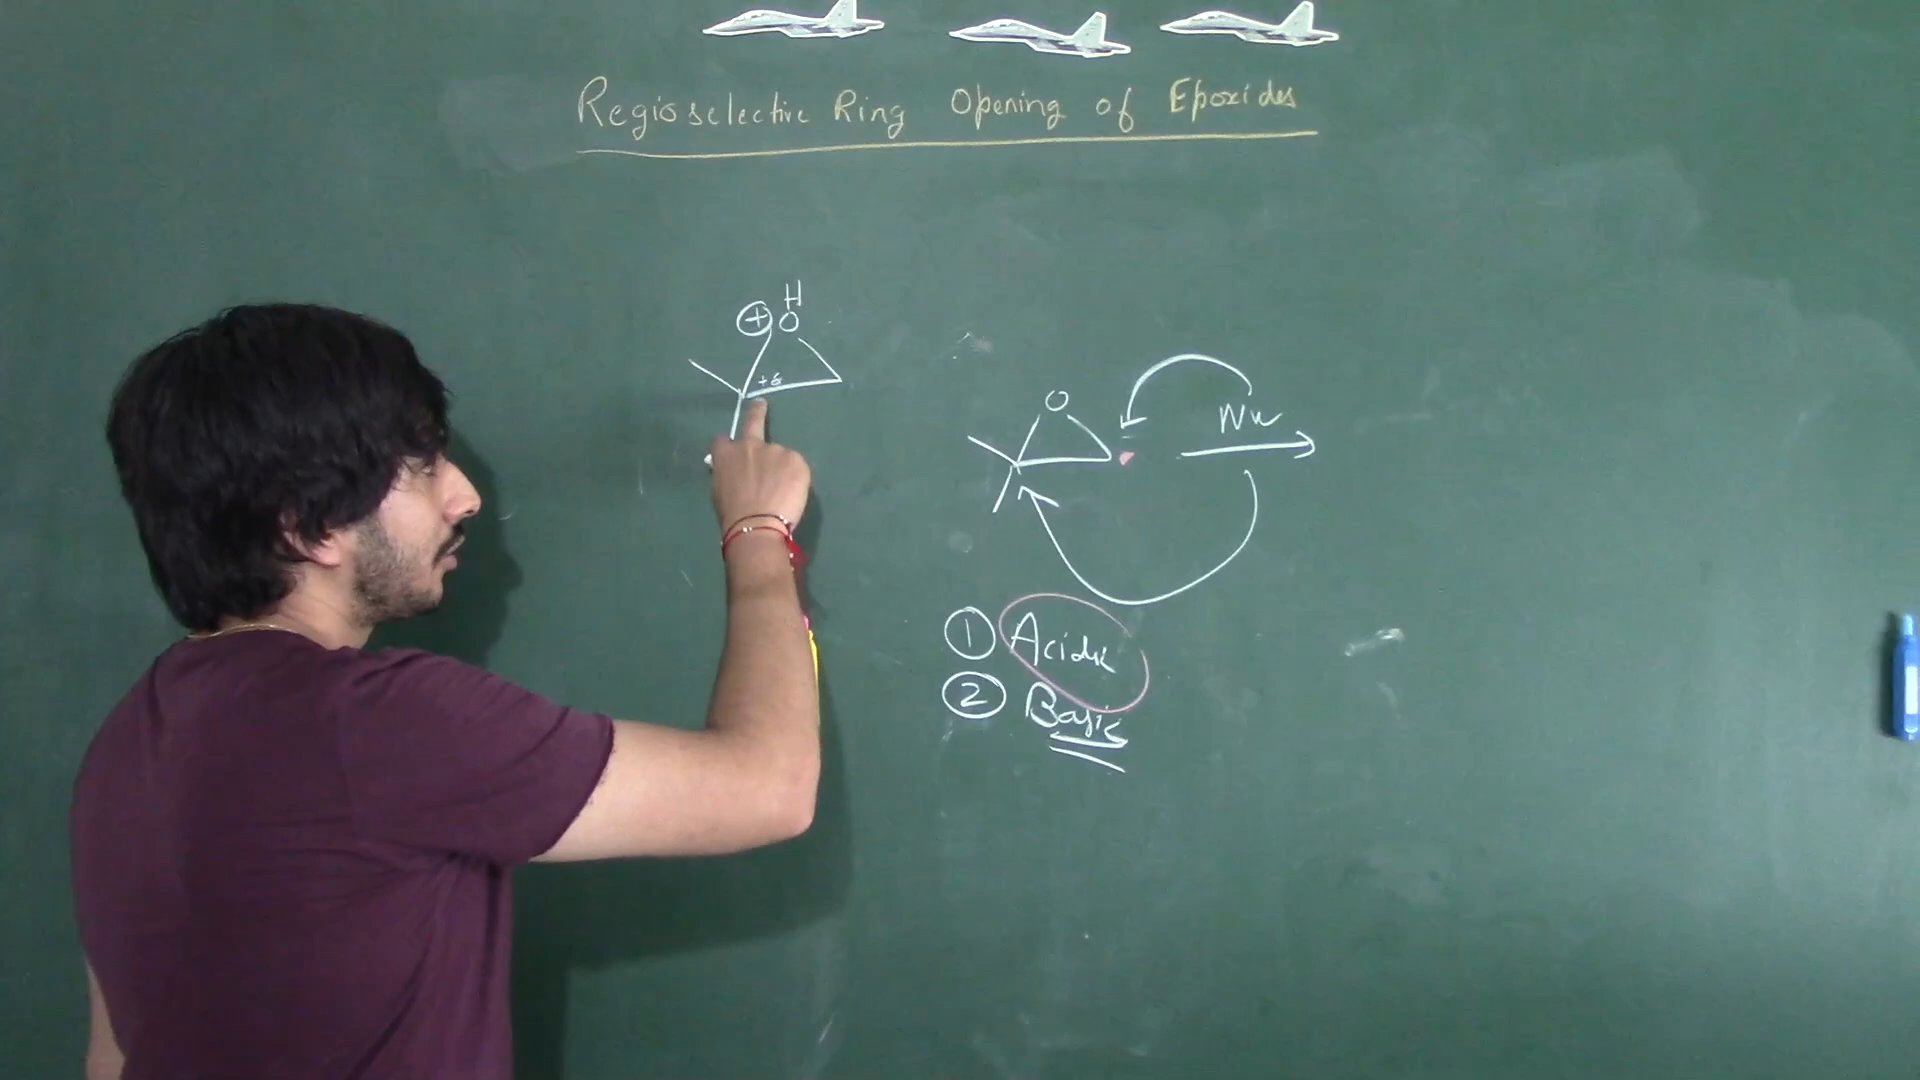 Regioselective Ring Opening of Epoxides
H
+ O
+δ
O
Nu
1 Acidic
2 Basic